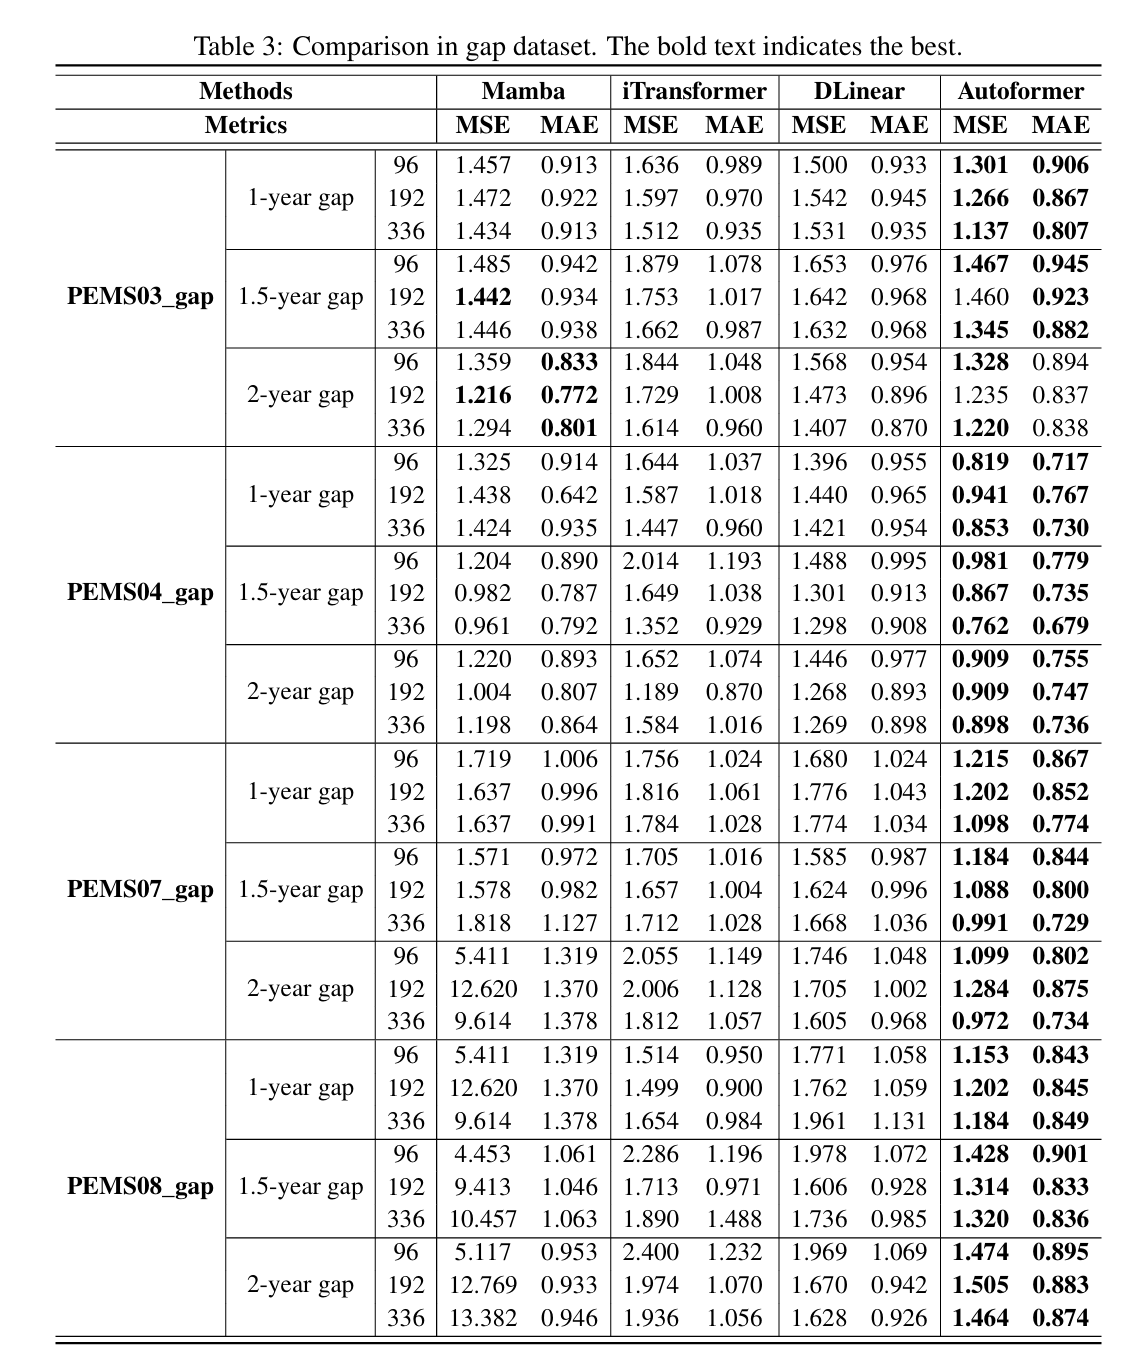 Table 3: Comparison in gap dataset. The bold text indicates the best.
Methods Mamba iTransformer DLinear Autoformer
Metrics MSE MAE MSE MAE MSE MAE MSE MAE
96 1.457 0.913 1.636 0.989 1.500 0.933 1.301 0.906
1-year gap 192 1.472 0.922 1.597 0.970 1.542 0.945 1.266 0.867
336 1.434 0.913 1.512 0.935 1.531 0.935 1.137 0.807
96 1.485 0.942 1.879 1.078 1.653 0.976 1.467 0.945
PEMS03_gap 1.5-year gap 192 1.442 0.934 1.753 1.017 1.642 0.968 1.460 0.923
336 1.446 0.938 1.662 0.987 1.632 0.968 1.345 0.882
96 1.359 0.833 1.844 1.048 1.568 0.954 1.328 0.894
2-year gap 192 1.216 0.772 1.729 1.008 1.473 0.896 1.235 0.837
336 1.294 0.801 1.614 0.960 1.407 0.870 1.220 0.838
96 1.325 0.914 1.644 1.037 1.396 0.955 0.819 0.717
1-year gap 192 1.438 0.642 1.587 1.018 1.440 0.965 0.941 0.767
336 1.424 0.935 1.447 0.960 1.421 0.954 0.853 0.730
96 1.204 0.890 2.014 1.193 1.488 0.995 0.981 0.779
PEMS04_gap 1.5-year gap 192 0.982 0.787 1.649 1.038 1.301 0.913 0.867 0.735
336 0.961 0.792 1.352 0.929 1.298 0.908 0.762 0.679
96 1.220 0.893 1.652 1.074 1.446 0.977 0.909 0.755
2-year gap 192 1.004 0.807 1.189 0.870 1.268 0.893 0.909 0.747
336 1.198 0.864 1.584 1.016 1.269 0.898 0.898 0.736
96 1.719 1.006 1.756 1.024 1.680 1.024 1.215 0.867
1-year gap 192 1.637 0.996 1.816 1.061 1.776 1.043 1.202 0.852
336 1.637 0.991 1.784 1.028 1.774 1.034 1.098 0.774
96 1.571 0.972 1.705 1.016 1.585 0.987 1.184 0.844
PEMS07_gap 1.5-year gap 192 1.578 0.982 1.657 1.004 1.624 0.996 1.088 0.800
336 1.818 1.127 1.712 1.028 1.668 1.036 0.991 0.729
96 5.411 1.319 2.055 1.149 1.746 1.048 1.099 0.802
2-year gap 192 12.620 1.370 2.006 1.128 1.705 1.002 1.284 0.875
336 9.614 1.378 1.812 1.057 1.605 0.968 0.972 0.734
96 5.411 1.319 1.514 0.950 1.771 1.058 1.153 0.843
1-year gap 192 12.620 1.370 1.499 0.900 1.762 1.059 1.202 0.845
336 9.614 1.378 1.654 0.984 1.961 1.131 1.184 0.849
96 4.453 1.061 2.286 1.196 1.978 1.072 1.428 0.901
PEMS08_gap 1.5-year gap 192 9.413 1.046 1.713 0.971 1.606 0.928 1.314 0.833
336 10.457 1.063 1.890 1.488 1.736 0.985 1.320 0.836
96 5.117 0.953 2.400 1.232 1.969 1.069 1.474 0.895
2-year gap 192 12.769 0.933 1.974 1.070 1.670 0.942 1.505 0.883
336 13.382 0.946 1.936 1.056 1.628 0.926 1.464 0.874